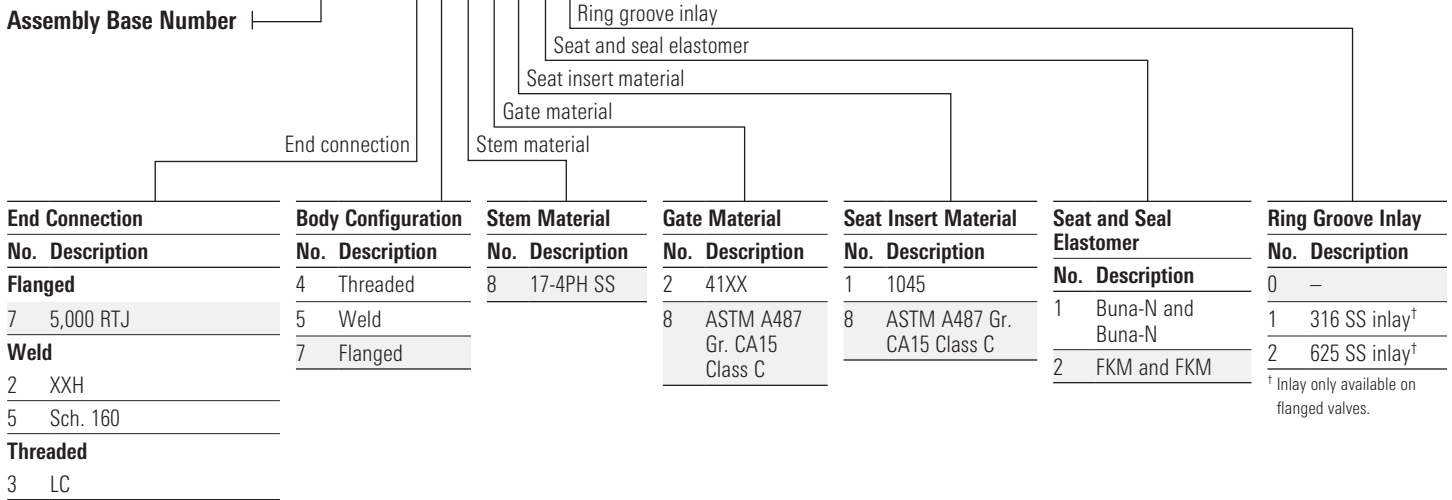 Assembly Base Number
Ring groove inlay
Seat and seal elastomer
Seat insert material
Gate material
End connection
Stem material
End Connection
No. Description
Flanged
7 5,000 RTJ
Weld
2 XXH
5 Sch. 160
Threaded
3 LC
Body Configuration
No. Description
4 Threaded
5 Weld
7 Flanged
Stem Material
No. Description
8 17-4PH SS
Gate Material
No. Description
2 41XX
8 ASTM A487
Gr. CA15
Class C
Seat Insert Material
No. Description
1 1045
8 ASTM A487 Gr.
CA15 Class C
Seat and Seal
Elastomer
No. Description
1 Buna-N and
Buna-N
2 FKM and FKM
Ring Groove Inlay
No. Description
0 –
1 316 SS inlay†
2 625 SS inlay†
† Inlay only available on
flanged valves.